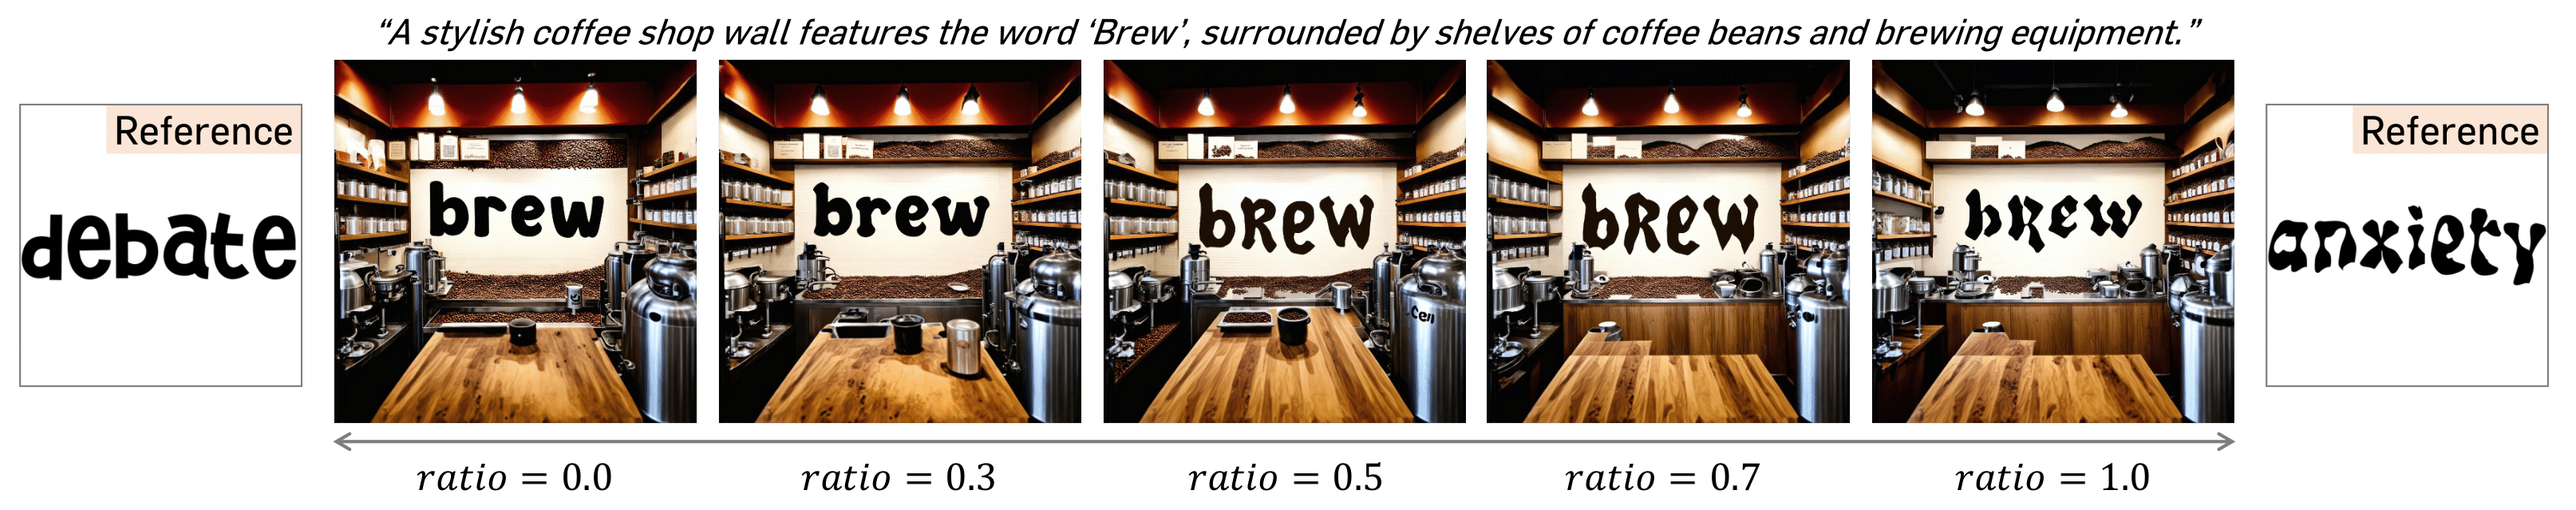 “A stylish coffee shop wall features the word ‘Brew’, surrounded by shelves of coffee beans and brewing equipment.”
Reference
debate
brew
brew
bRew
bRew
bRew
Reference
anxiety
ratio = 0.0
ratio = 0.3
ratio = 0.5
ratio = 0.7
ratio = 1.0